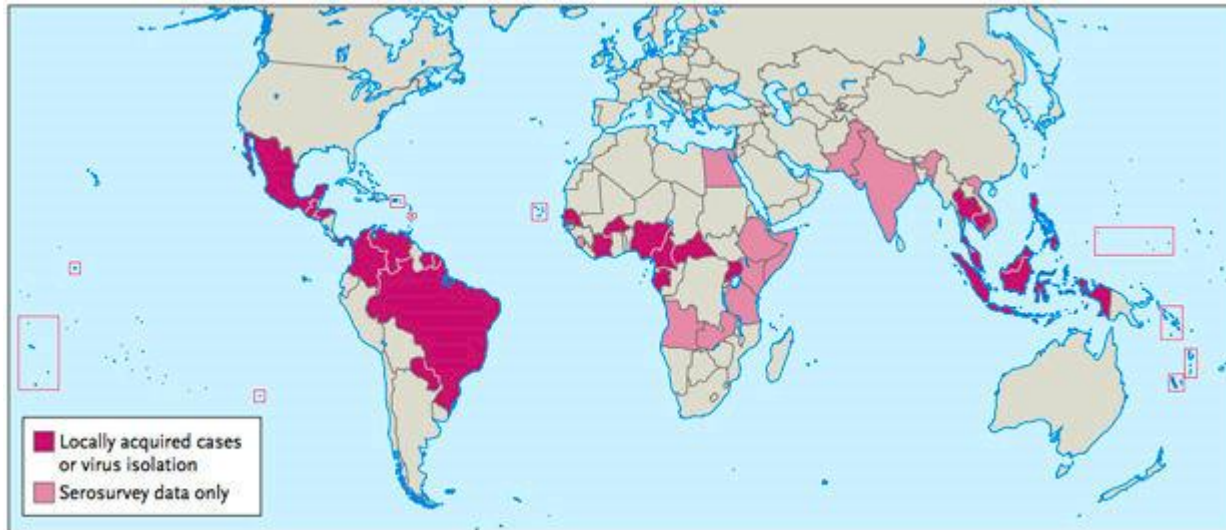 Locally acquired cases
or virus isolation
Serosurvey data only